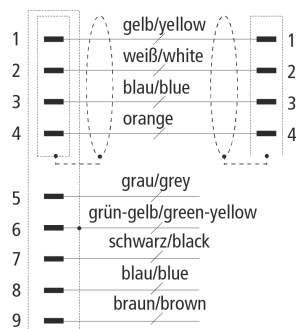 gelb/yellow
1 1
weiß/white
2 2
blau/blue
3 3
orange
4 4
grau/grey
5
grün-gelb/green-yellow
6
schwarz/black
7
blau/blue
8
braun/brown
9